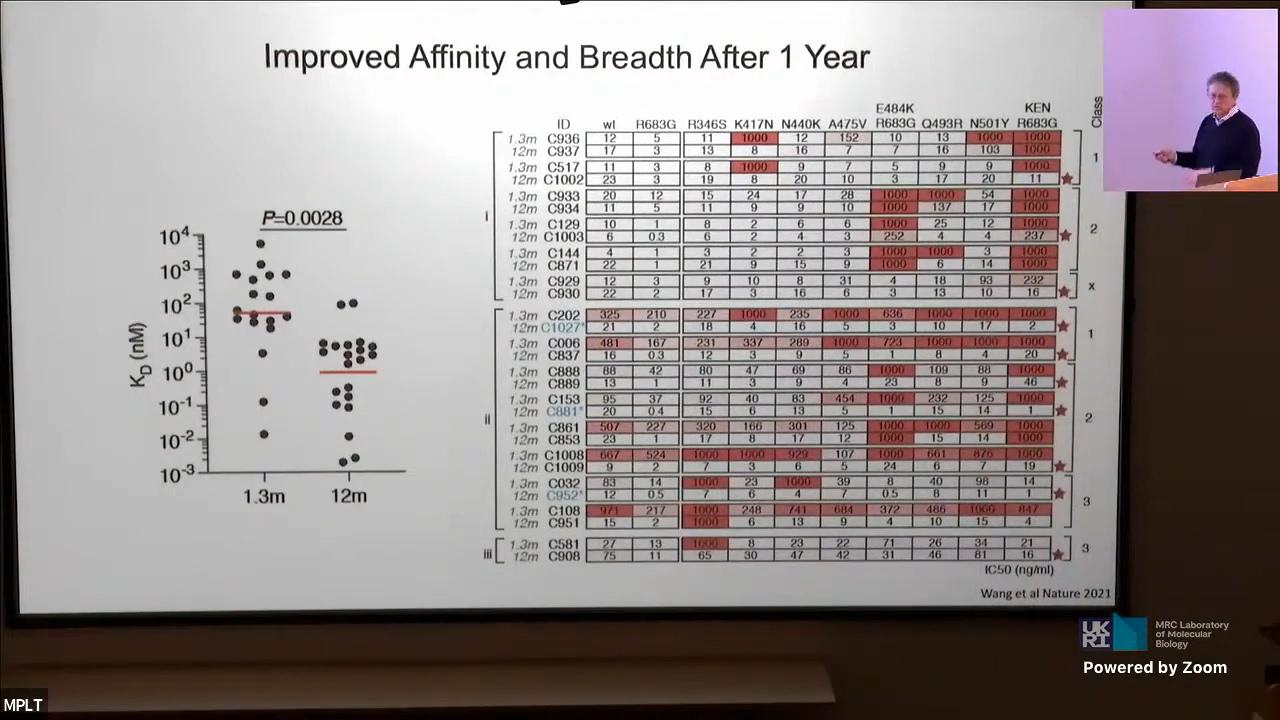 Improved Affinity and Breadth After 1 Year
P=0.0028
10^4
10^3
10^2
10^1
10^0
10^-1
10^-2
10^-3
K_D (nM)
1.3m 12m
ID wt R683G R346S K417N N440K A475V E484K R683G Q493R N501Y KEN R683G Class
i
1.3m C936 12 5 11 1000 12 152 10 13 1000 1000
12m C937 17 3 13 8 16 7 7 16 103 1000
1
1.3m C517 11 3 8 1000 9 7 5 9 9 1000
12m C1002 23 3 19 8 20 10 3 17 20 11 ★
1.3m C933 20 12 15 24 17 28 1000 1000 54 1000
12m C934 11 5 11 9 9 10 1000 137 17 1000
1.3m C129 10 1 8 2 6 6 1000 25 12 1000
2
12m C1003 6 0.3 6 2 4 3 252 4 4 237 ★
1.3m C144 4 1 3 2 2 3 1000 1000 3 1000
12m C871 22 1 21 9 15 9 1000 6 14 1000
1.3m C929 12 3 9 10 8 31 4 18 93 232
x
12m C930 22 2 17 3 16 6 3 13 10 16 ★
ii
1.3m C202 325 210 227 1000 235 1000 636 1000 1000 1000
12m C1027* 21 2 18 4 16 5 3 10 17 2 ★
1
1.3m C006 481 167 231 337 289 1000 723 1000 1000 1000
12m C837 16 0.3 12 3 9 5 1 8 4 20 ★
1.3m C888 88 42 80 47 69 86 1000 109 88 1000
12m C889 13 1 11 3 9 4 23 8 9 46 ★
1.3m C153 95 37 92 40 83 454 1000 232 125 1000
12m C881* 20 0.4 15 6 13 5 1 15 14 1 ★
2
1.3m C861 507 227 320 166 301 125 1000 1000 569 1000
12m C853 23 1 17 8 17 12 1000 15 14 1000
1.3m C1008 667 524 1000 1000 929 107 1000 661 876 1000
12m C1009 9 2 7 3 6 5 24 6 7 19 ★
1.3m C032 83 14 1000 23 1000 39 8 40 98 14
12m C952* 12 0.5 7 6 4 7 0.5 8 11 1 ★
3
1.3m C108 971 217 1000 248 741 684 372 486 1000 847
12m C951 15 2 1000 6 13 9 4 10 15 4
iii
1.3m C581 27 13 1000 8 23 22 71 26 34 21
3
12m C908 75 11 65 30 47 42 31 46 81 16 ★
IC50 (ng/ml)
Wang et al Nature 2021
UK
RI
MRC Laboratory
of Molecular
Biology
Powered by Zoom
MPLT